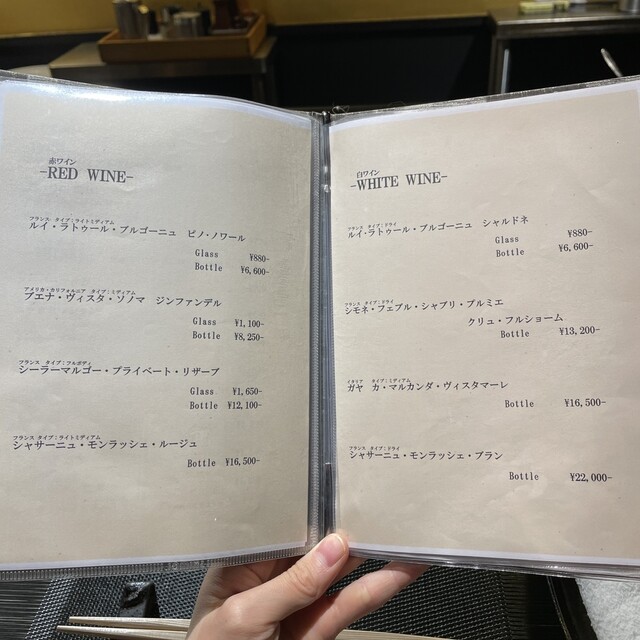 赤ワイン
-RED WINE-
フランス タイプ：ライトミディアム
ルイ・ラトゥール・ブルゴーニュ ピノ・ノワール
Glass ¥880-
Bottle ¥6,600-
アメリカ・カリフォルニア タイプ：ミディアム
ブエナ・ヴィスタ・ソノマ ジンファンデル
Glass ¥1,100-
Bottle ¥8,250-
フランス タイプ：フルボディ
シーラーマルゴー・プライベート・リザーブ
Glass ¥1,650-
Bottle ¥12,100-
フランス タイプ：ライトミディアム
シャサーニュ・モンラッシェ・ルージュ
Bottle ¥16,500-
白ワイン
-WHITE WINE-
フランス タイプ：ドライ
ルイ・ラトゥール・ブルゴーニュ シャルドネ
Glass ¥880-
Bottle ¥6,600-
フランス タイプ：ドライ
シモネ・フェブル・シャブリ・プルミエ
クリュ・フルショーム
Bottle ¥13,200-
イタリア タイプ：ミディアム
ガヤ カ・マルカンダ・ヴィスタマーレ
Bottle ¥16,500-
フランス タイプ：ドライ
シャサーニュ・モンラッシェ・ブラン
Bottle ¥22,000-